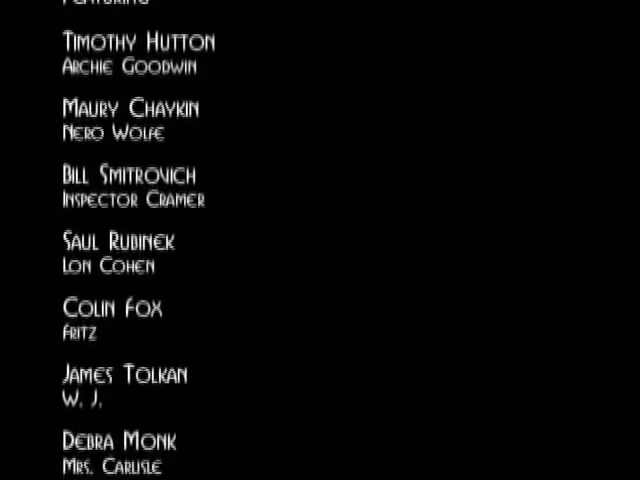 FEATURING
TIMOTHY HUTTON
ARCHIE GOODWIN
MAURY CHAYKIN
NERO WOLFE
BILL SMITROVICH
INSPECTOR CRAMER
SAUL RUBINEK
LON COHEN
COLIN FOX
FRITZ
JAMES TOLKAN
W. J.
DEBRA MONK
MRS. CARLISLE